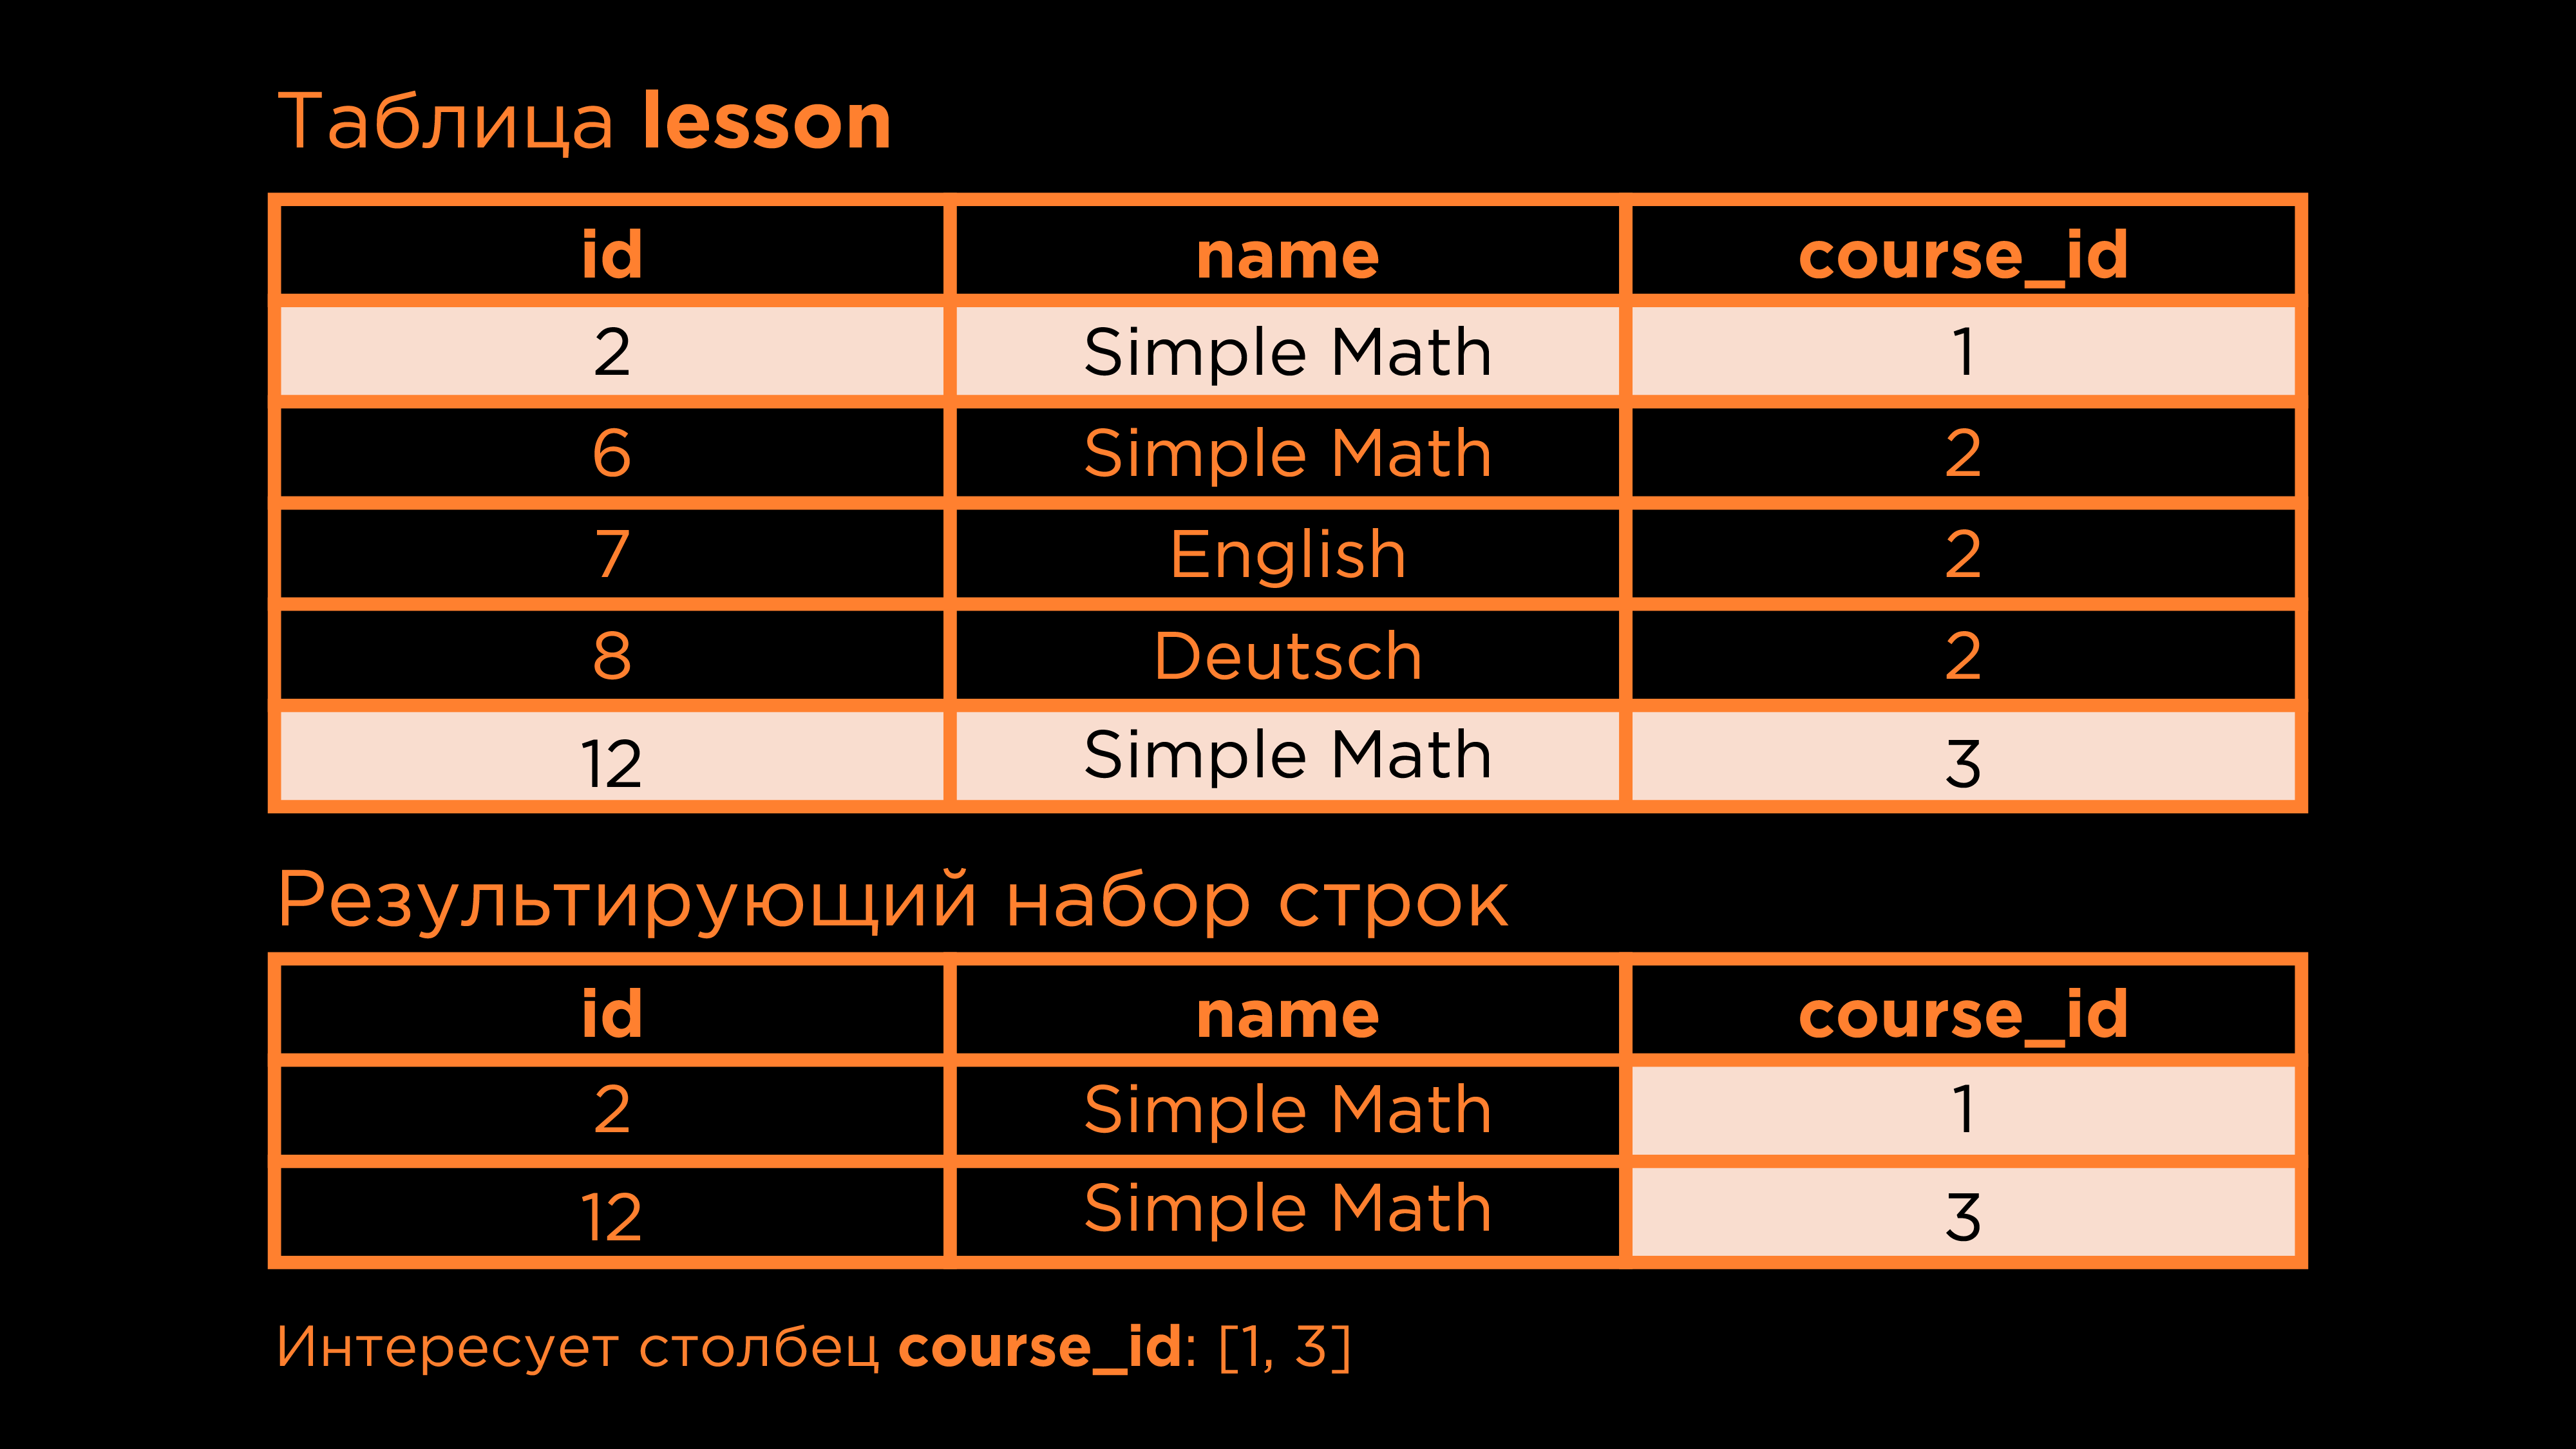 Таблица lesson
id name course_id
2 Simple Math 1
6 Simple Math 2
7 English 2
8 Deutsch 2
12 Simple Math 3
Результирующий набор строк
id name course_id
2 Simple Math 1
12 Simple Math 3
Интересует столбец course_id: [1, 3]